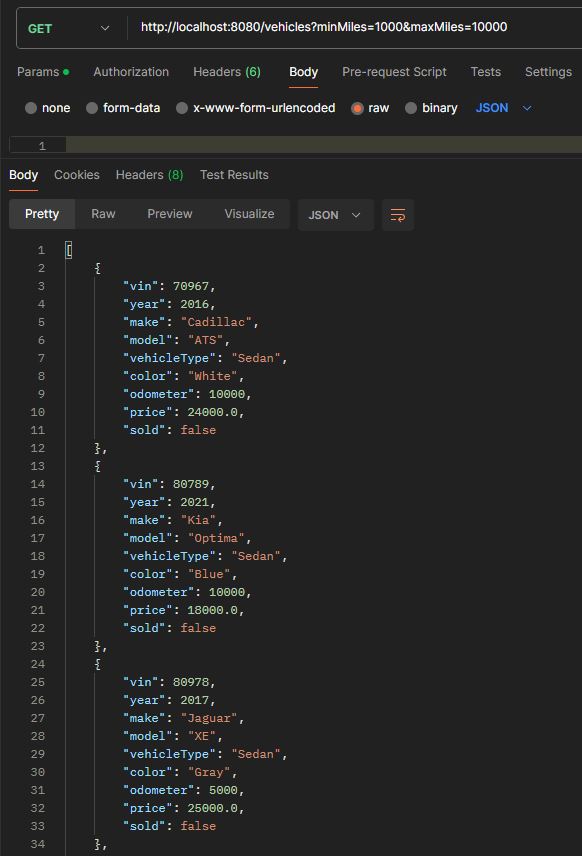 GET http://localhost:8080/vehicles?minMiles=1000&maxMiles=10000
Params Authorization Headers (6) Body Pre-request Script Tests Settings
none form-data x-www-form-urlencoded raw binary JSON
1
Body Cookies Headers (8) Test Results
Pretty Raw Preview Visualize JSON
1 [
2 {
3 "vin": 70967,
4 "year": 2016,
5 "make": "Cadillac",
6 "model": "ATS",
7 "vehicleType": "Sedan",
8 "color": "White",
9 "odometer": 10000,
10 "price": 24000.0,
11 "sold": false
12 },
13 {
14 "vin": 80789,
15 "year": 2021,
16 "make": "Kia",
17 "model": "Optima",
18 "vehicleType": "Sedan",
19 "color": "Blue",
20 "odometer": 10000,
21 "price": 18000.0,
22 "sold": false
23 },
24 {
25 "vin": 80978,
26 "year": 2017,
27 "make": "Jaguar",
28 "model": "XE",
29 "vehicleType": "Sedan",
30 "color": "Gray",
31 "odometer": 5000,
32 "price": 25000.0,
33 "sold": false
34 },